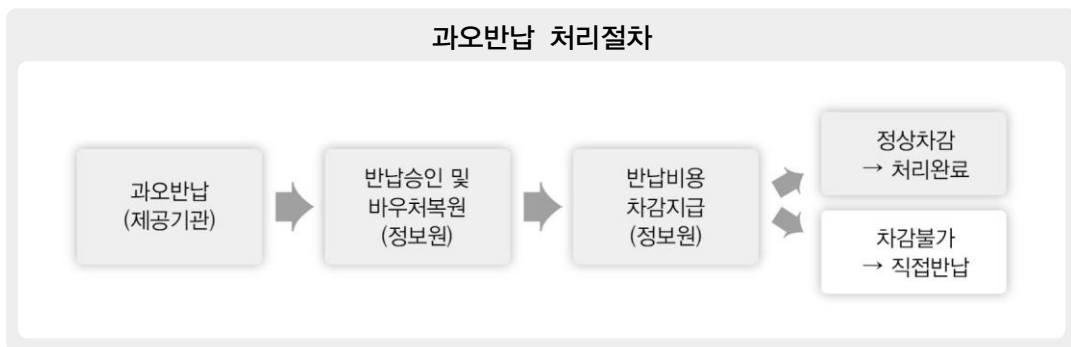 과오반납 처리절차
과오반납
(제공기관)
반납승인 및
바우처복원
(정보원)
반납비용
차감지급
(정보원)
정상차감
→ 처리완료
차감불가
→ 직접반납